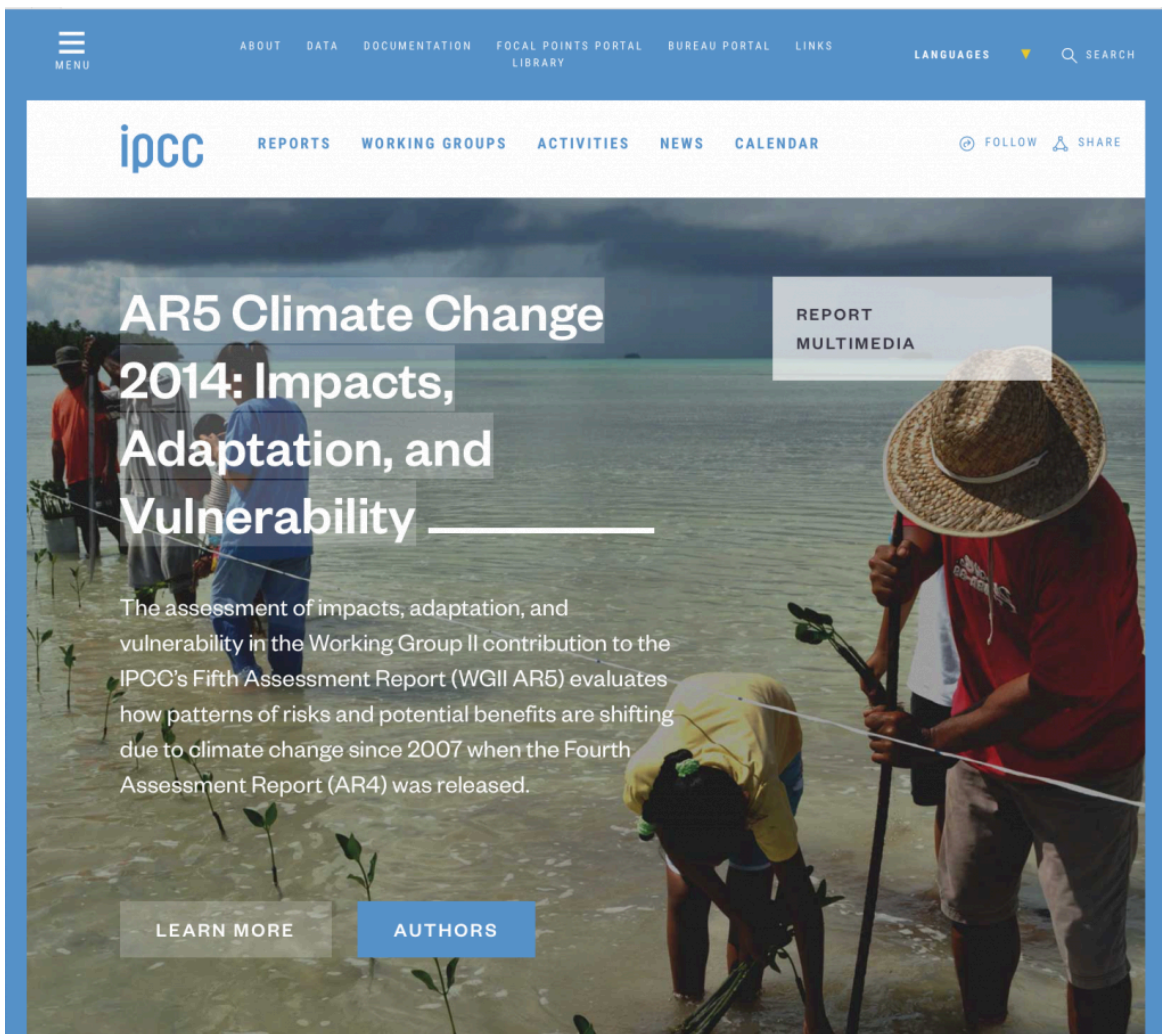 MENU
ABOUT DATA DOCUMENTATION FOCAL POINTS PORTAL BUREAU PORTAL LINKS
LIBRARY
LANGUAGES
SEARCH
ipcc
REPORTS WORKING GROUPS ACTIVITIES NEWS CALENDAR
FOLLOW SHARE
AR5 Climate Change
2014: Impacts,
Adaptation, and
Vulnerability
REPORT
MULTIMEDIA
The assessment of impacts, adaptation, and
vulnerability in the Working Group II contribution to the
IPCC's Fifth Assessment Report (WGII AR5) evaluates
how patterns of risks and potential benefits are shifting
due to climate change since 2007 when the Fourth
Assessment Report (AR4) was released.
LEARN MORE
AUTHORS